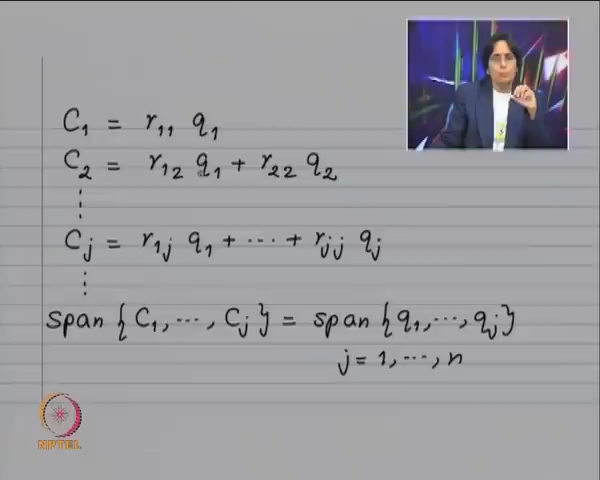 C₁ = r₁₁ q₁
C₂ = r₁₂ q₁ + r₂₂ q₂
⋮
Cⱼ = r₁ⱼ q₁ + ⋯ + rⱼⱼ qⱼ
⋮
span {C₁, ⋯, Cⱼ} = span {q₁, ⋯, qⱼ}
j = 1, ⋯, n
NPTEL